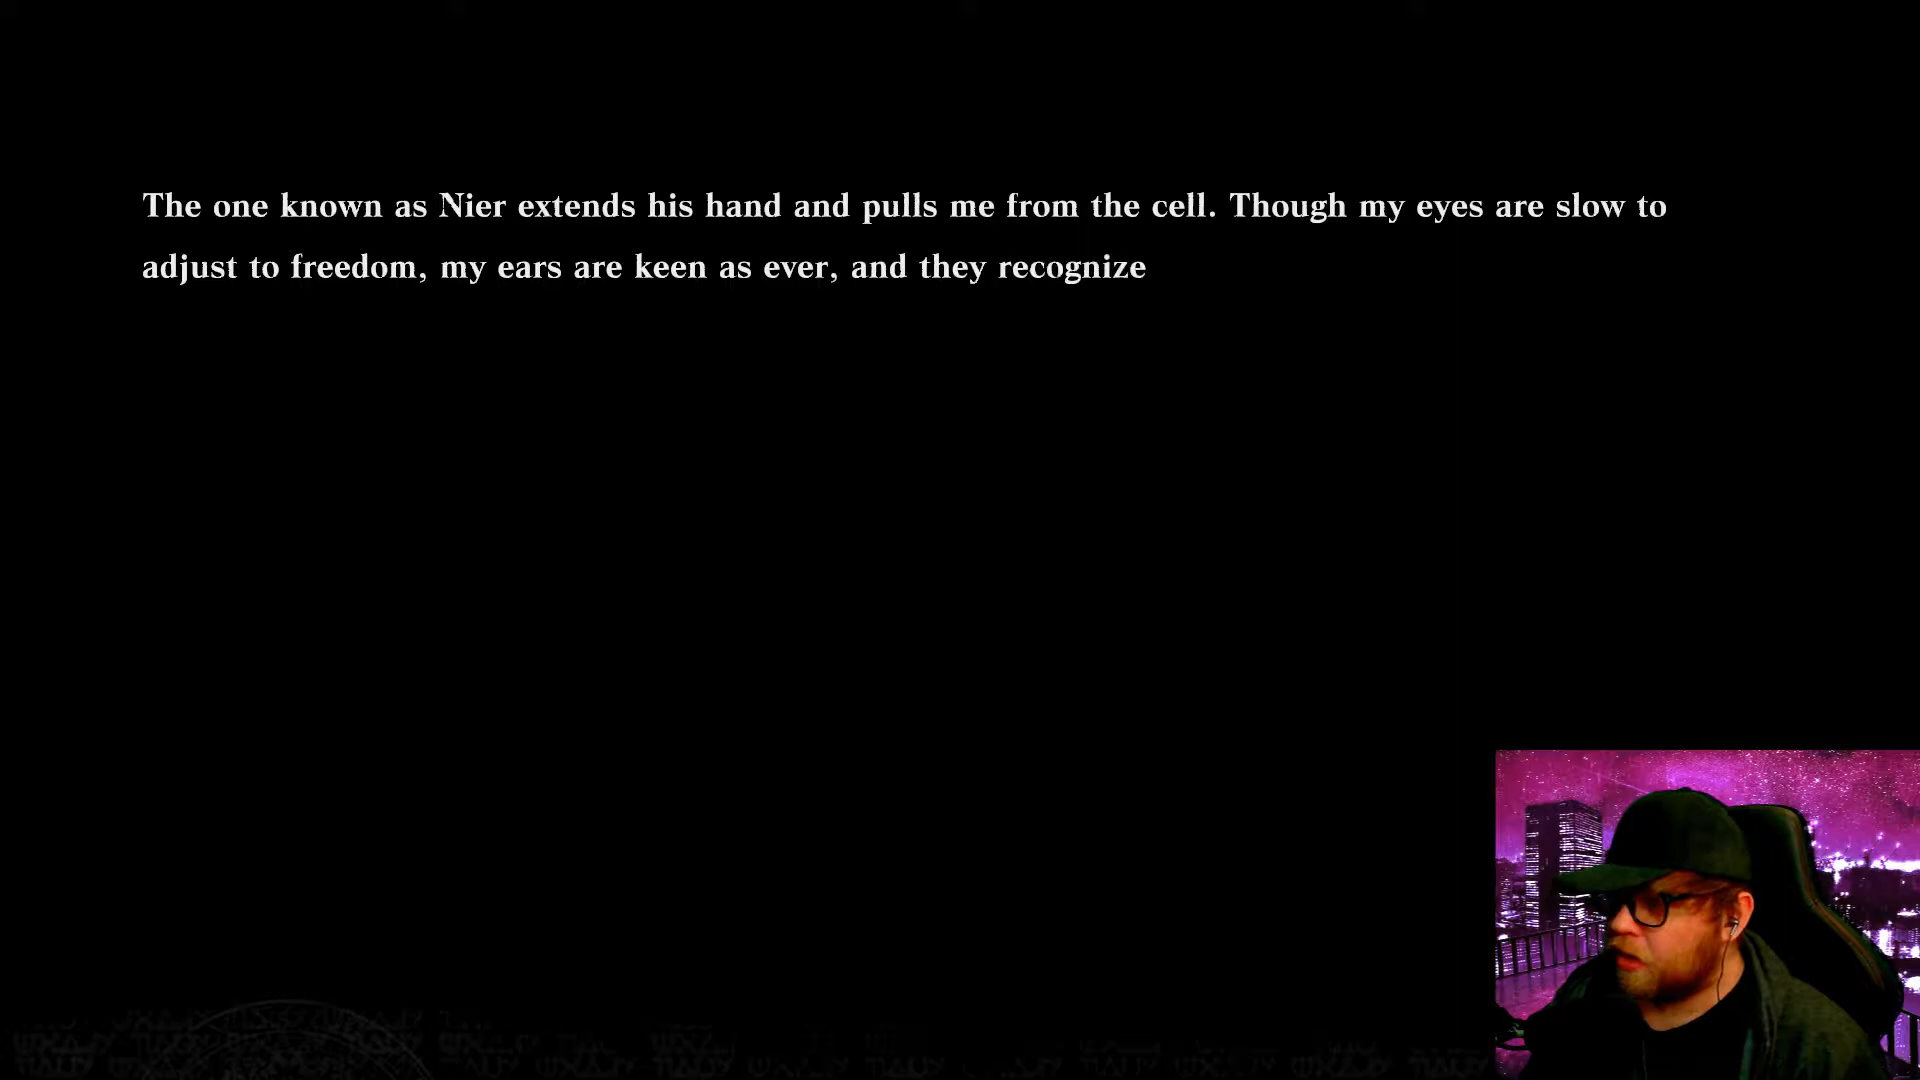 The one known as Nier extends his hand and pulls me from the cell. Though my eyes are slow to
adjust to freedom, my ears are keen as ever, and they recognize